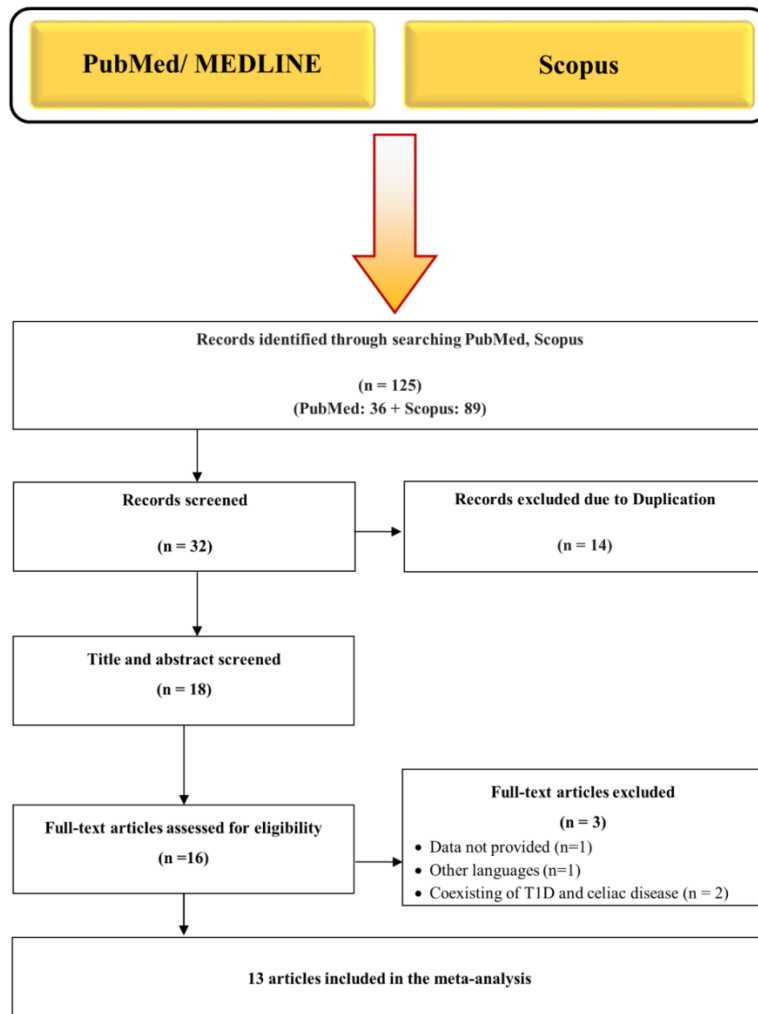 PubMed/ MEDLINE
Scopus
Records identified through searching PubMed, Scopus
(n = 125)
(PubMed: 36 + Scopus: 89)
Records screened
(n = 32)
Records excluded due to Duplication
(n = 14)
Title and abstract screened
(n = 18)
Full-text articles assessed for eligibility
(n =16)
Full-text articles excluded
(n = 3)
• Data not provided (n=1)
• Other languages (n=1)
• Coexisting of T1D and celiac disease (n = 2)
13 articles included in the meta-analysis